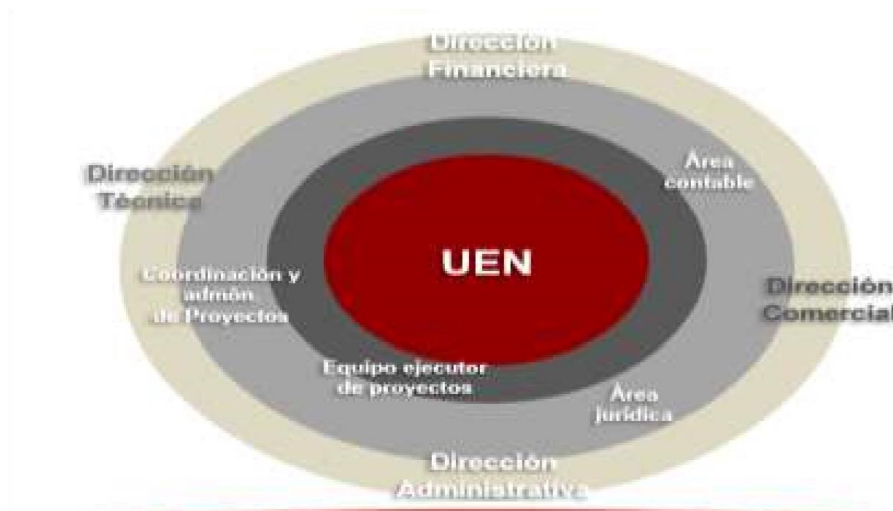 Dirección
Financiera
Área
contable
Dirección
Técnica
UEN
Coordinación y
admón
de Proyectos
Dirección
Comercial
Equipo ejecutor
de proyectos
Área
jurídica
Dirección
Administrativa